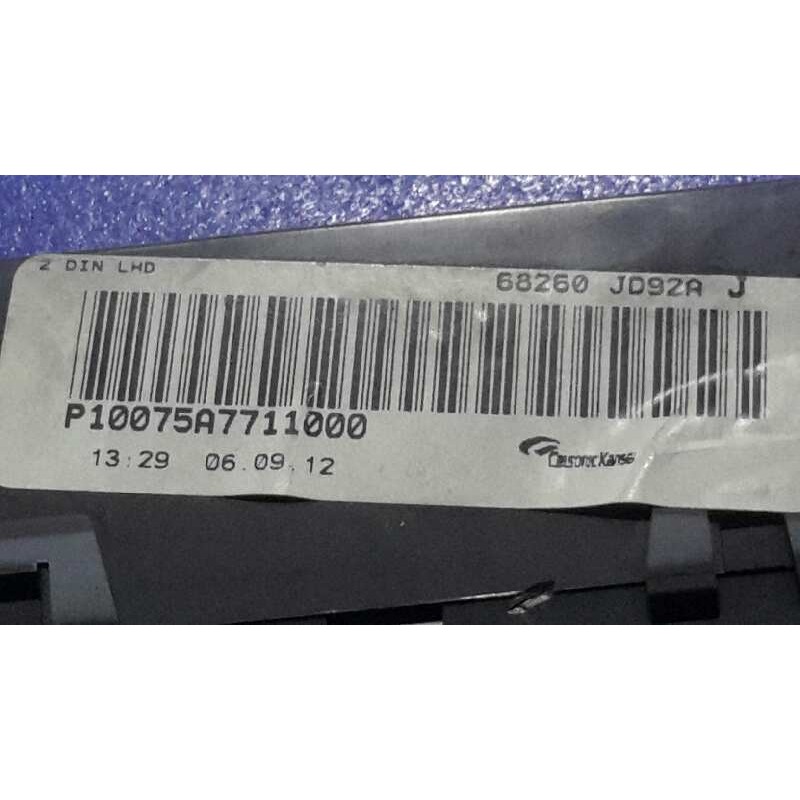 2 DIN LHD
68260 JD92A J
P10075A7711000
13:29 06.09.12
CalsonicKansei